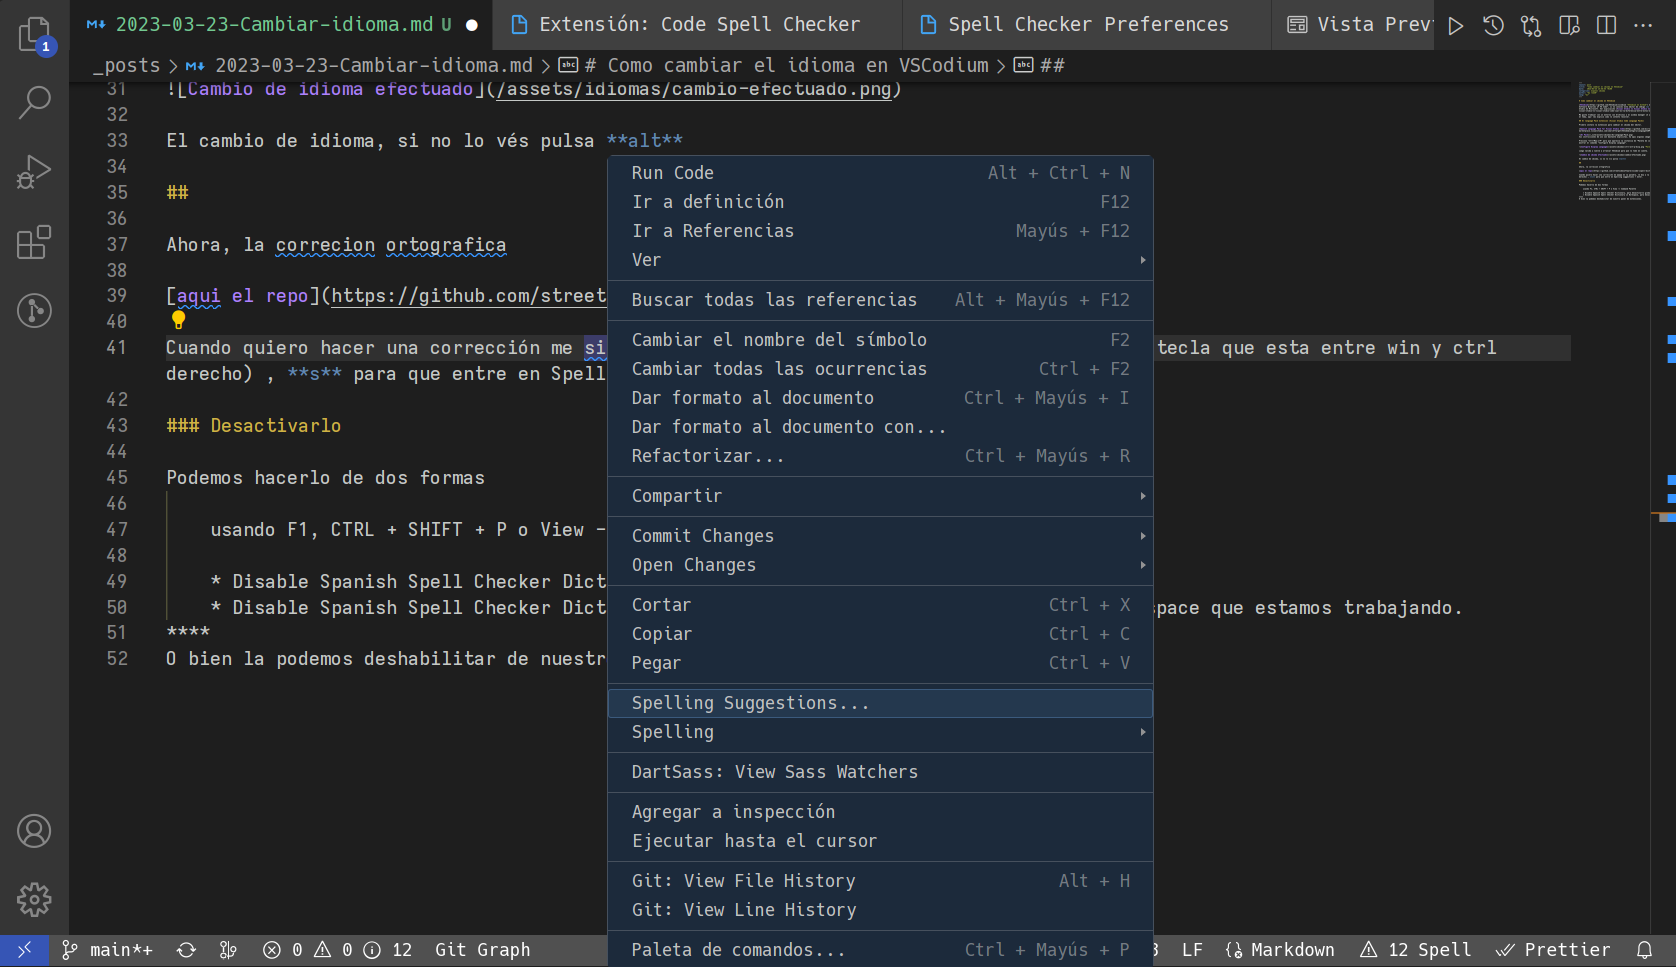 2023-03-23-Cambiar-idioma.md U
Extensión: Code Spell Checker
Spell Checker Preferences
Vista Prev
_posts > 2023-03-23-Cambiar-idioma.md > # Como cambiar el idioma en VSCodium > ##
1
31 ![Cambio de idioma efectuado](/assets/idiomas/cambio-efectuado.png)
32
33 El cambio de idioma, si no lo vés pulsa **alt**
34
35 ##
36
37 Ahora, la correcion ortografica
38
39 [aqui el repo](https://github.com/street
40
41 Cuando quiero hacer una corrección me si tecla que esta entre win y ctrl
derecho) , **s** para que entre en Spell
42
43 ### Desactivarlo
44
45 Podemos hacerlo de dos formas
46
47 usando F1, CTRL + SHIFT + P o View -
48
49 * Disable Spanish Spell Checker Dict
50 * Disable Spanish Spell Checker Dict space que estamos trabajando.
51 ****
52 O bien la podemos deshabilitar de nuestr
Run Code Alt + Ctrl + N
Ir a definición F12
Ir a Referencias Mayús + F12
Ver
Buscar todas las referencias Alt + Mayús + F12
Cambiar el nombre del símbolo F2
Cambiar todas las ocurrencias Ctrl + F2
Dar formato al documento Ctrl + Mayús + I
Dar formato al documento con...
Refactorizar... Ctrl + Mayús + R
Compartir
Commit Changes
Open Changes
Cortar Ctrl + X
Copiar Ctrl + C
Pegar Ctrl + V
Spelling Suggestions...
Spelling
DartSass: View Sass Watchers
Agregar a inspección
Ejecutar hasta el cursor
Git: View File History Alt + H
Git: View Line History
Paleta de comandos... Ctrl + Mayús + P
main*+ 0 0 12 Git Graph LF Markdown 12 Spell Prettier